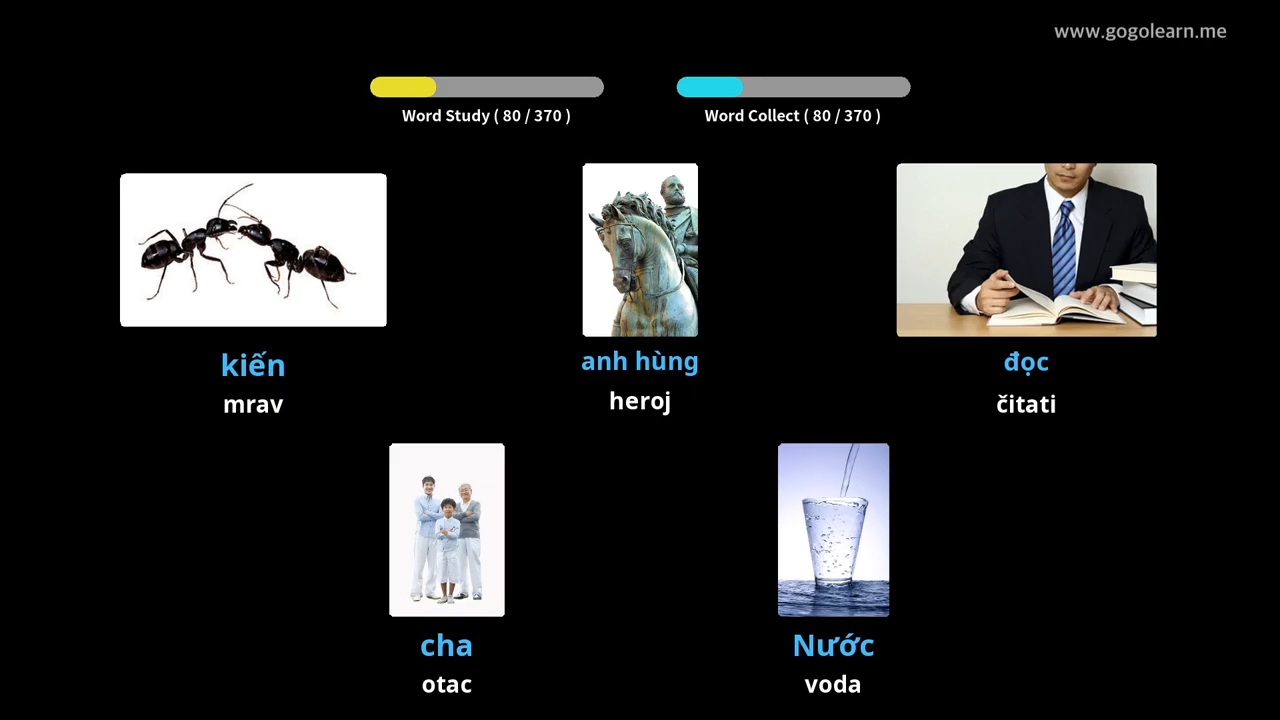 www.gogolearn.me
Word Study ( 80 / 370 )
Word Collect ( 80 / 370 )
kiến
mrav
anh hùng
heroj
đọc
čitati
cha
otac
Nước
voda